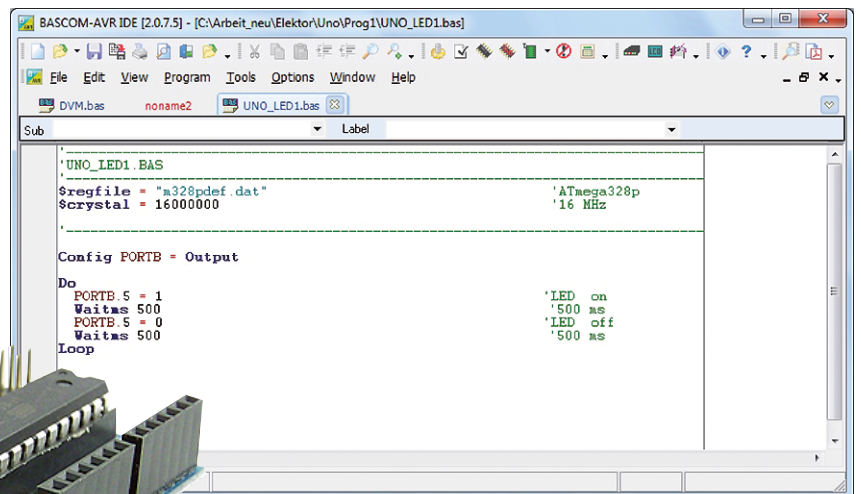 BASCOM-AVR IDE [2.0.7.5] - [C:\Arbeit_neu\Elektor\Uno\Prog1\UNO_LED1.bas]
File Edit View Program Tools Options Window Help
DVM.bas noname2 UNO_LED1.bas
Sub Label
'------------------------------------------------------------
'UNO_LED1.BAS
'------------------------------------------------------------
$regfile = "m328pdef.dat" 'ATmega328p
$crystal = 16000000 '16 MHz
'------------------------------------------------------------
Config PORTB = Output
Do
PORTB.5 = 1 'LED on
Waitms 500 '500 ms
PORTB.5 = 0 'LED off
Waitms 500 '500 ms
Loop